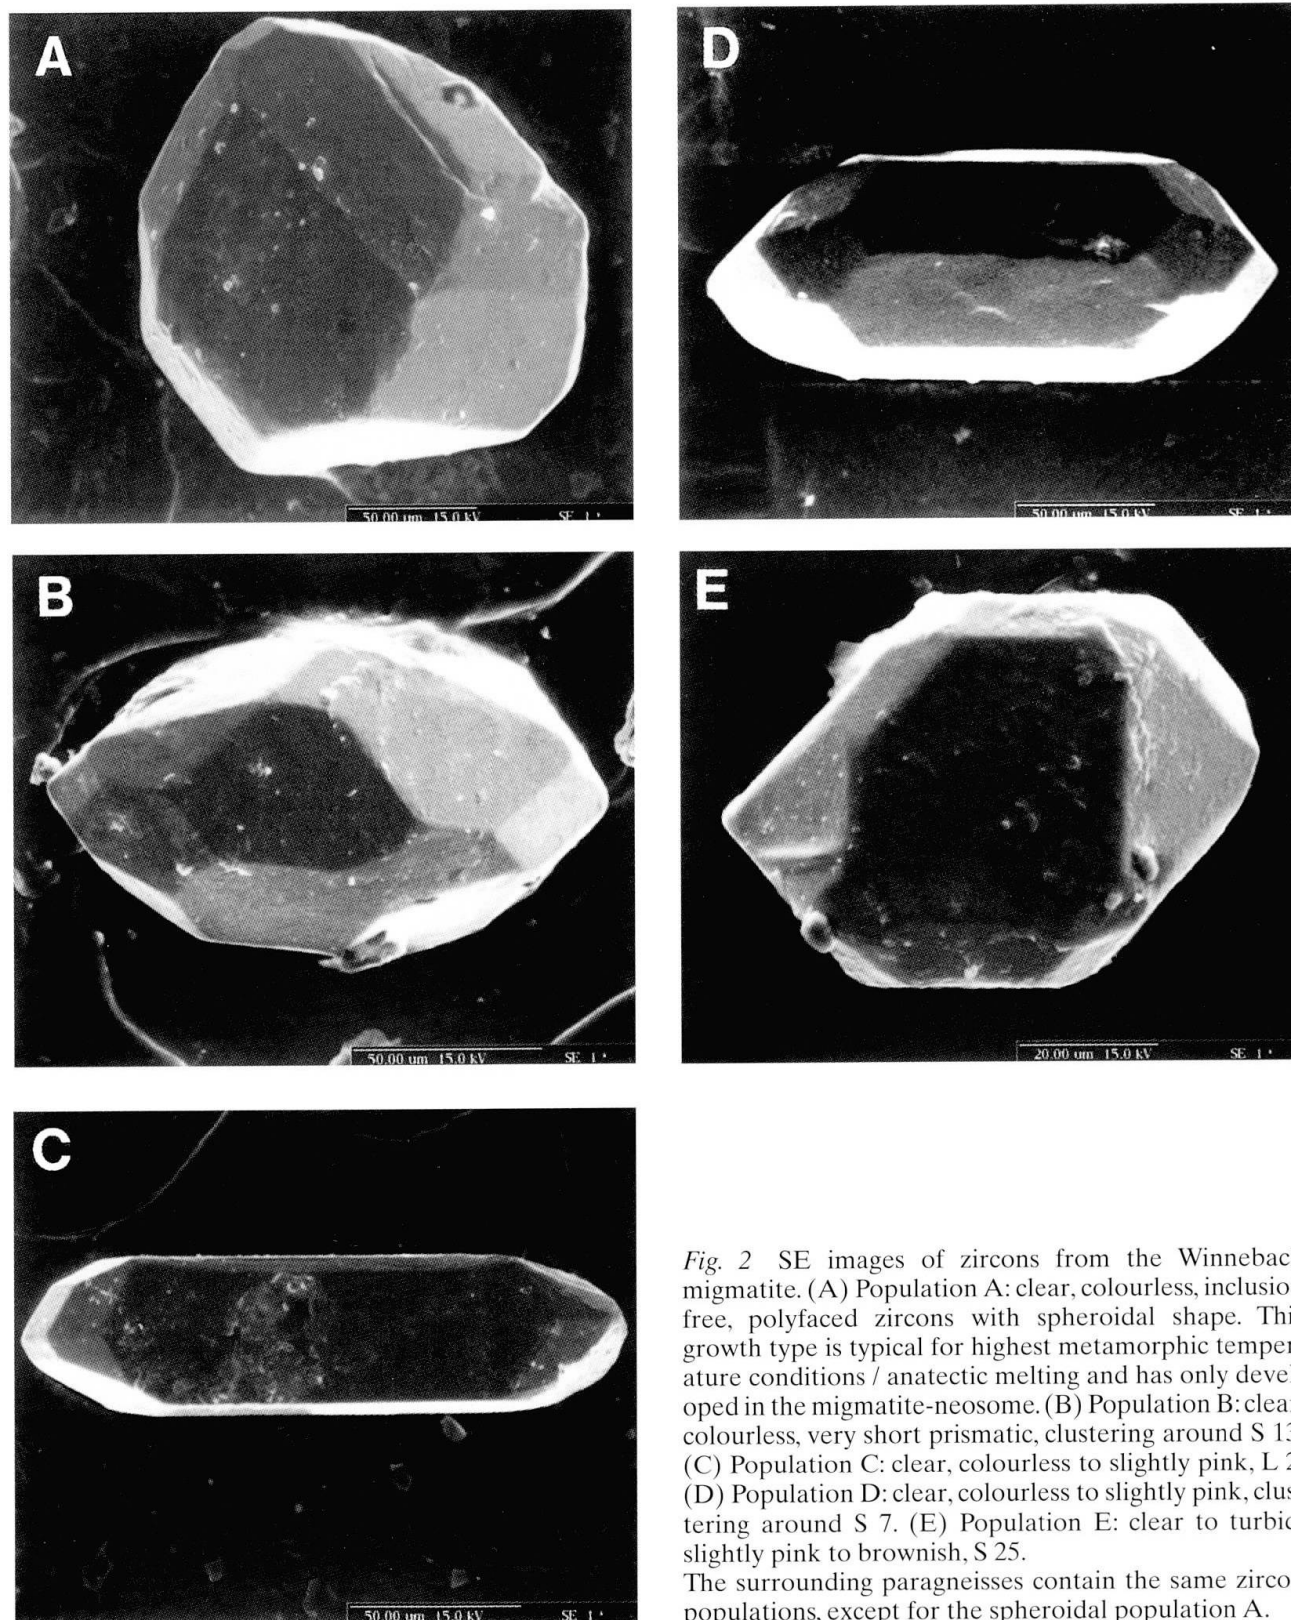 A
50.00 um 15.0 kV SE 1
D
50.00 um 15.0 kV SE 1
B
50.00 um 15.0 kV SE 1
E
20.00 um 15.0 kV SE 1
C
50.00 um 15.0 kV SE 1
Fig. 2 SE images of zircons from the Winnebac
migmatite. (A) Population A: clear, colourless, inclusio
free, polyfaced zircons with spheroidal shape. Thi
growth type is typical for highest metamorphic temper
ature conditions / anatectic melting and has only devel
oped in the migmatite-neosome. (B) Population B: clea
colourless, very short prismatic, clustering around S 13
(C) Population C: clear, colourless to slightly pink, L 2
(D) Population D: clear, colourless to slightly pink, clus
tering around S 7. (E) Population E: clear to turbi
slightly pink to brownish, S 25.
The surrounding paragneisses contain the same zirco
populations, except for the spheroidal population A.